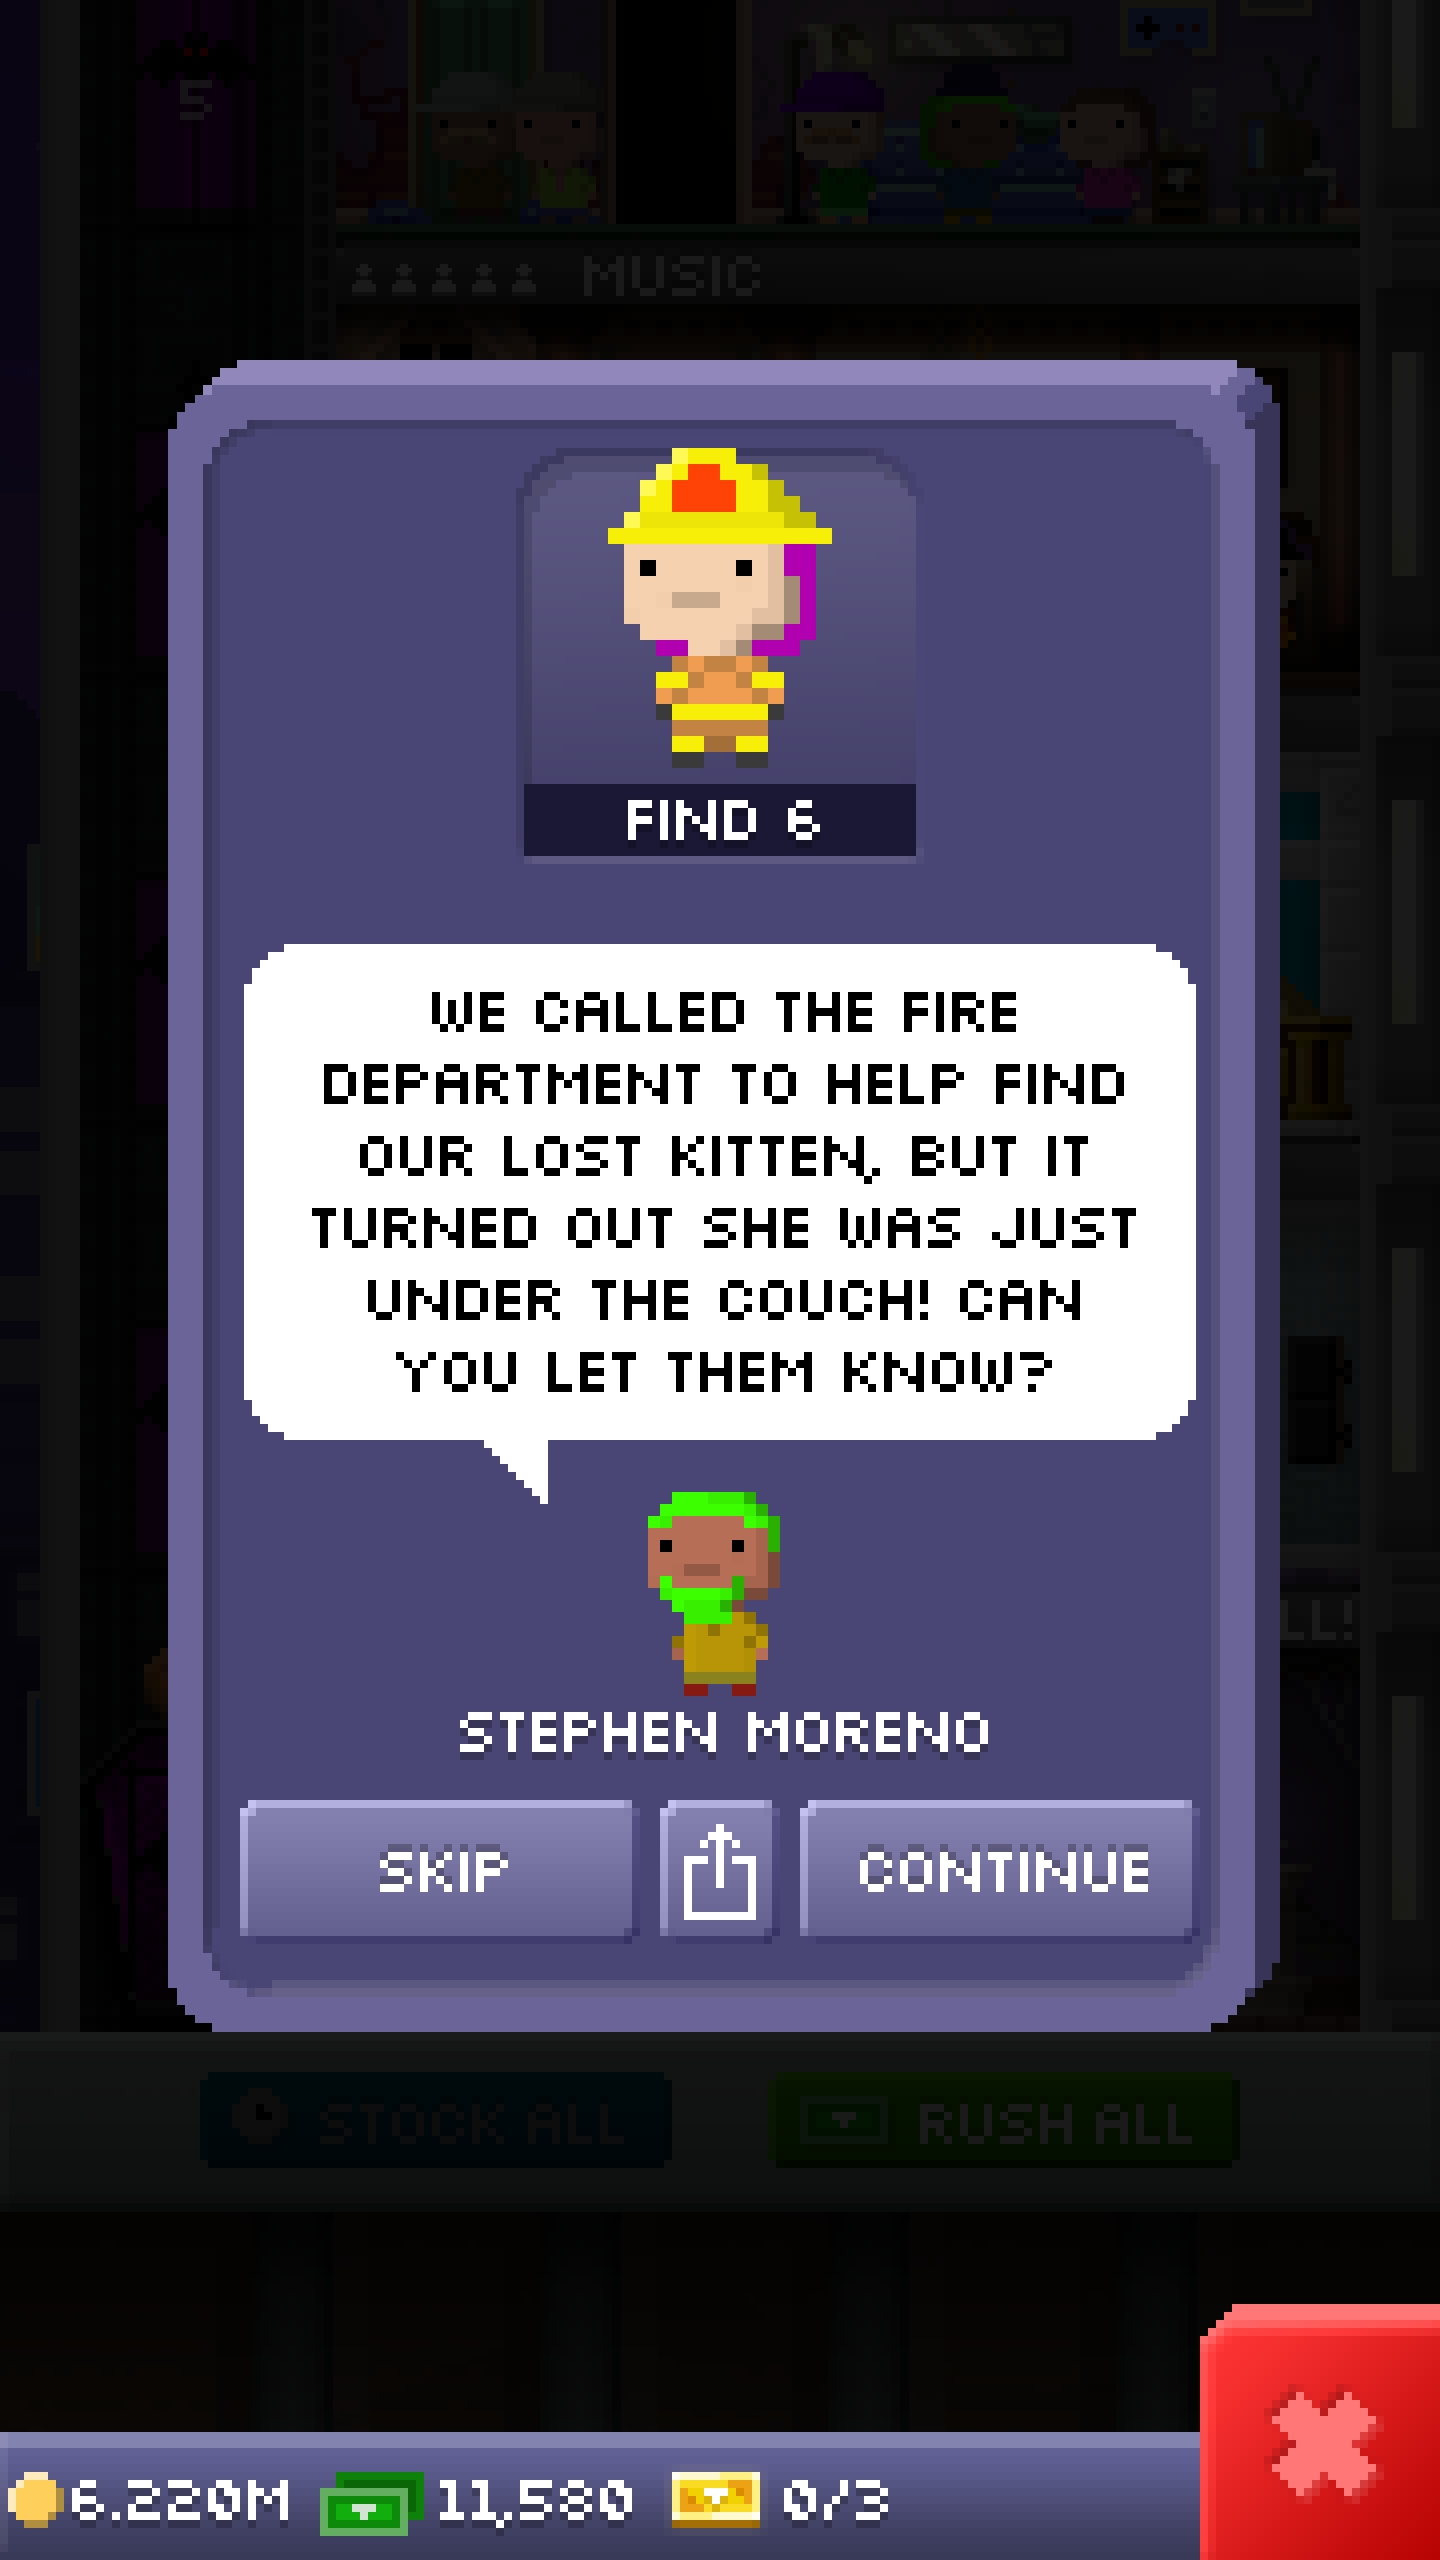 5
MUSIC
FIND 6
WE CALLED THE FIRE
DEPARTMENT TO HELP FIND
OUR LOST KITTEN, BUT IT
TURNED OUT SHE WAS JUST
UNDER THE COUCH! CAN
YOU LET THEM KNOW?
STEPHEN MORENO
SKIP
CONTINUE
STOCK ALL
RUSH ALL
6.220M
11,580
0/3